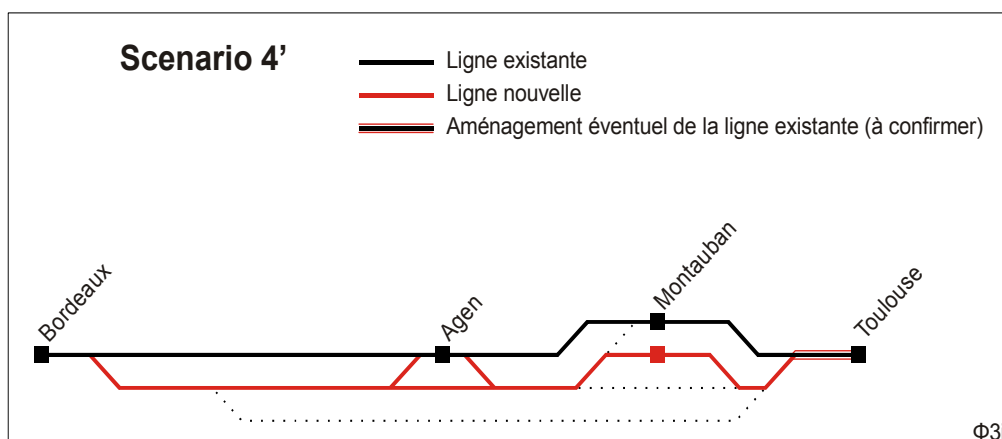 Scenario 4’
Ligne existante
Ligne nouvelle
Aménagement éventuel de la ligne existante (à confirmer)
Bordeaux
Agen
Montauban
Toulouse
Φ3